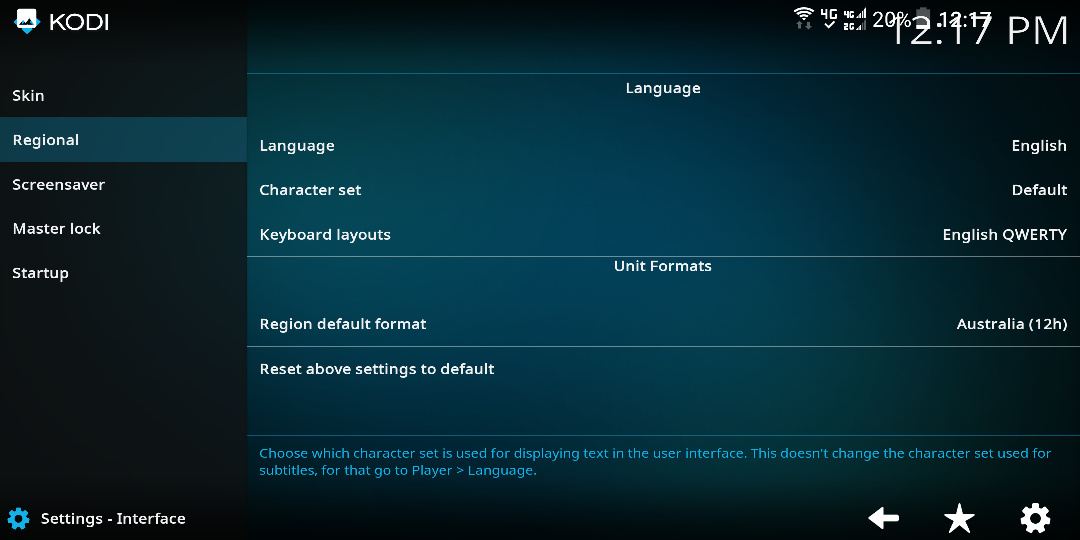 KODI
4G 4G 2G 20% 12:17
12:17 PM
Skin
Regional
Screensaver
Master lock
Startup
Language
Language English
Character set Default
Keyboard layouts English QWERTY
Unit Formats
Region default format Australia (12h)
Reset above settings to default
Choose which character set is used for displaying text in the user interface. This doesn't change the character set used for
subtitles, for that go to Player > Language.
Settings - Interface